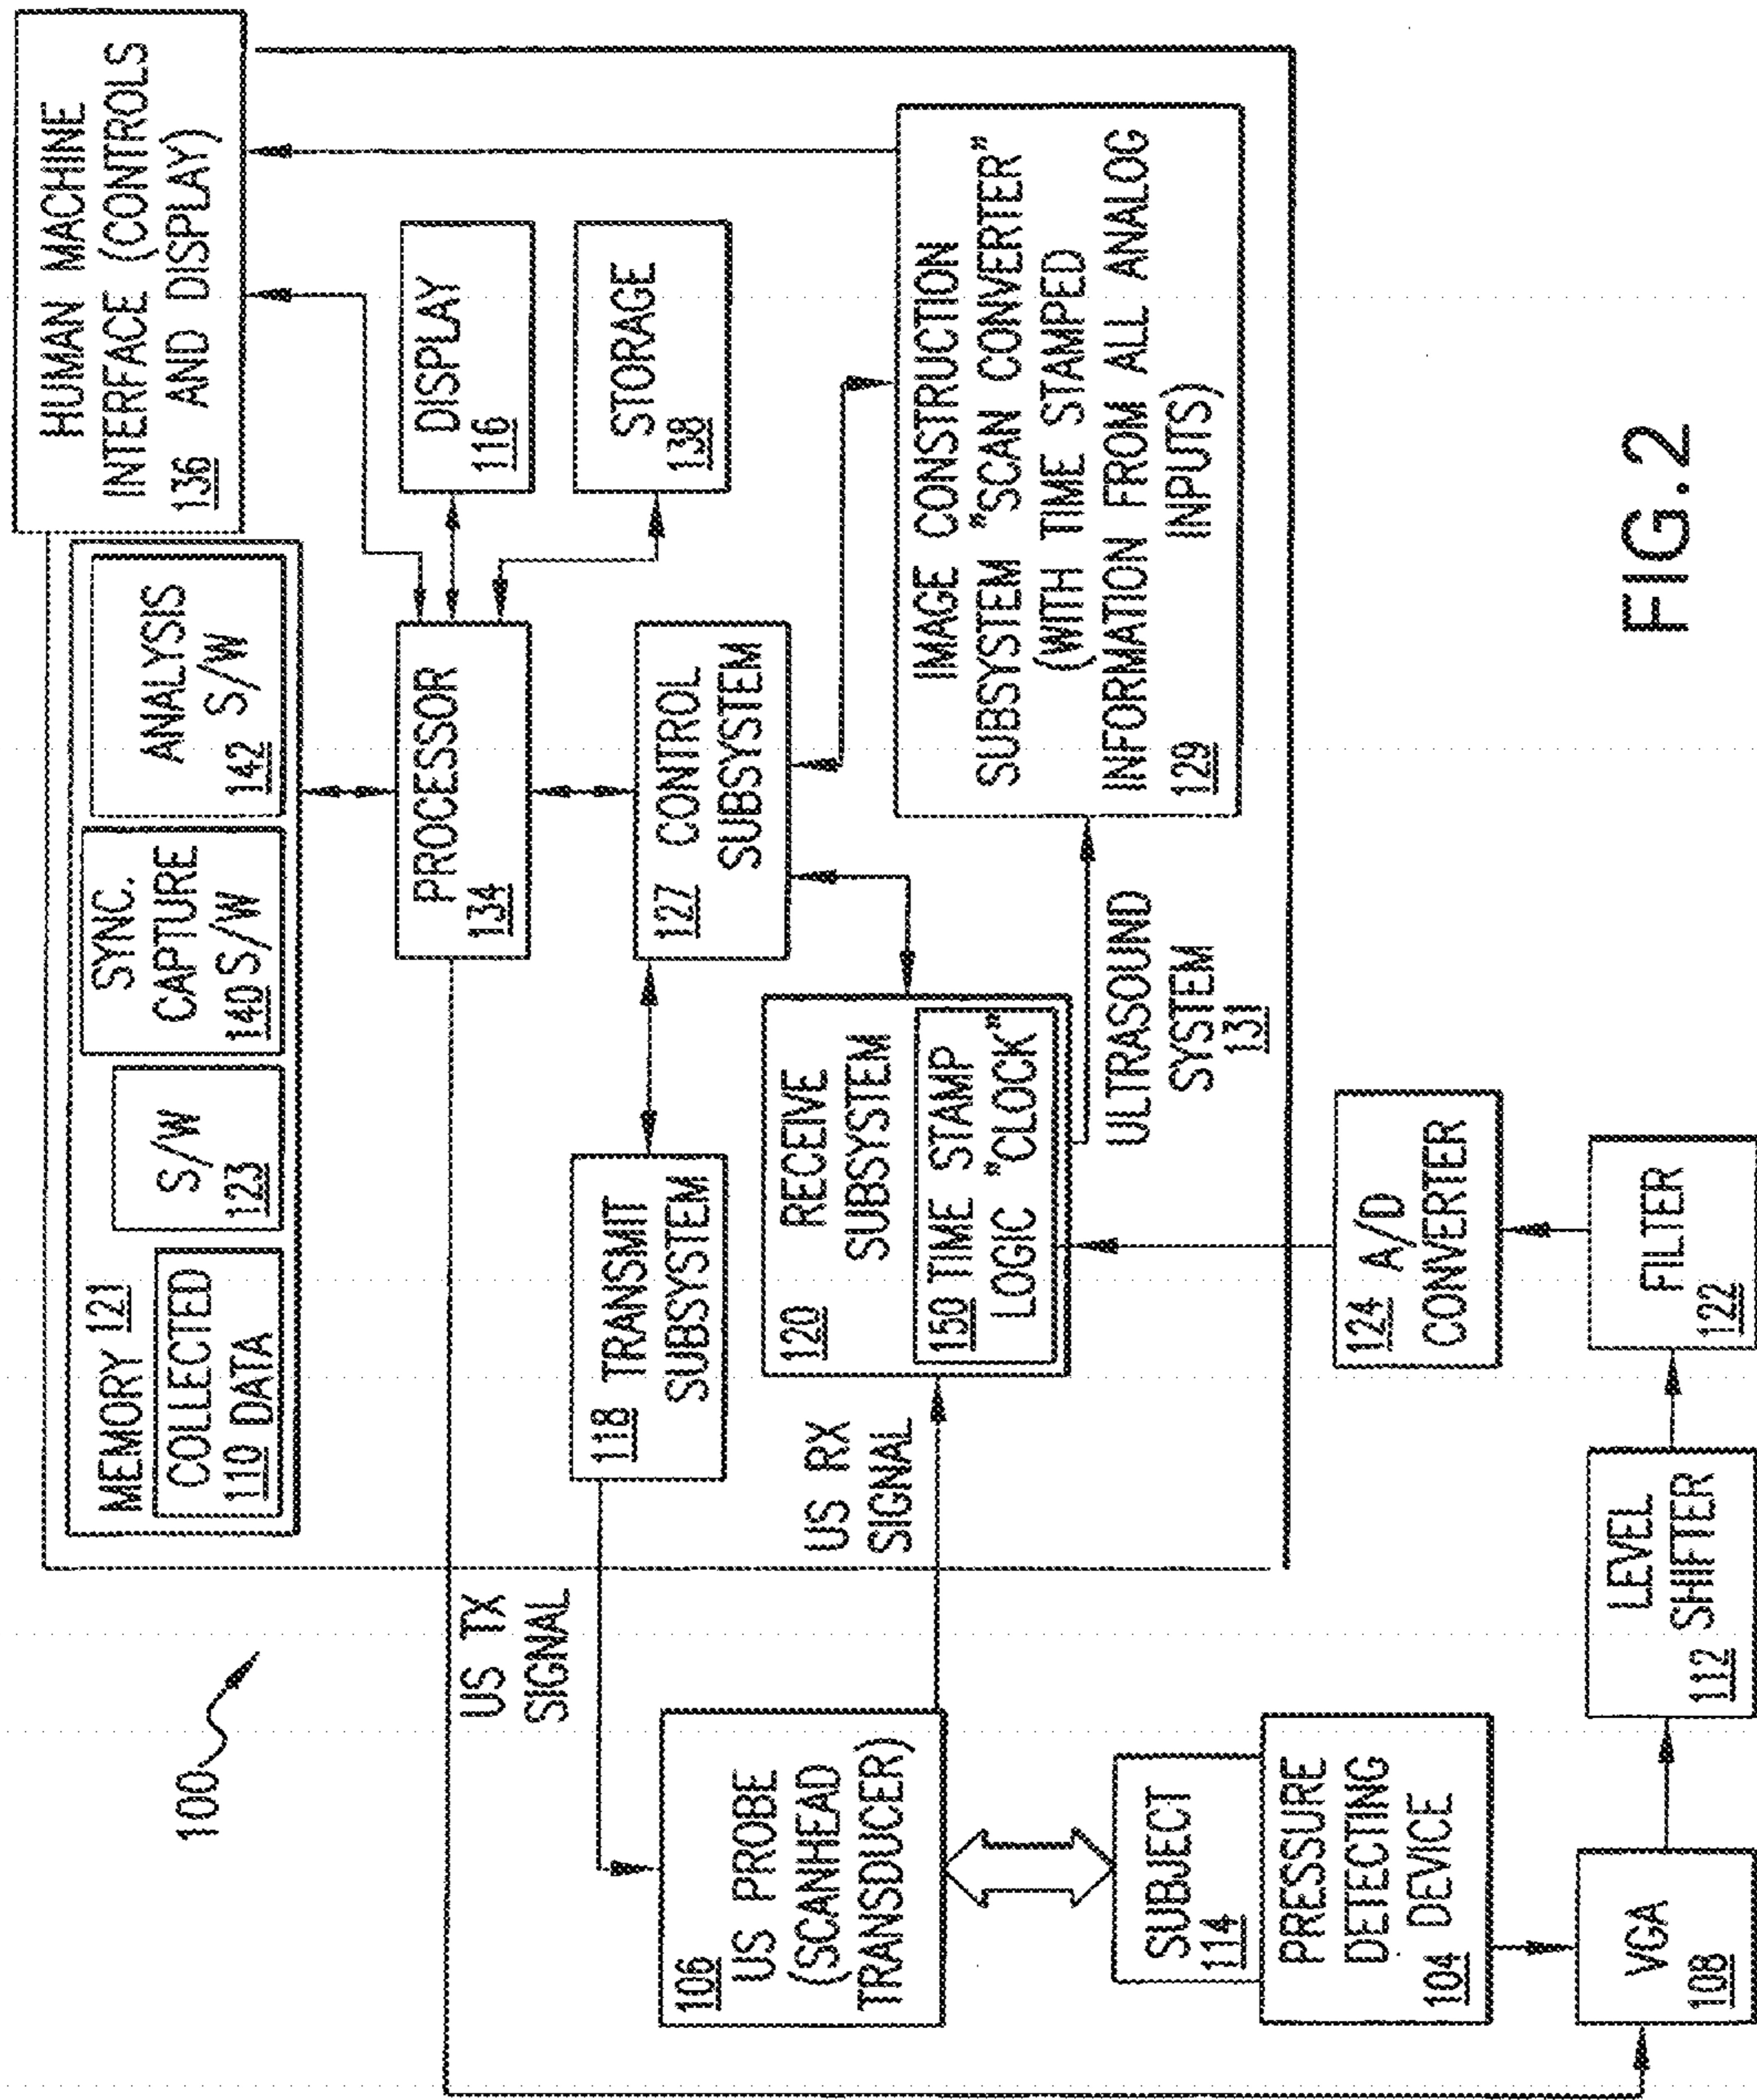 100
MEMORY 121
COLLECTED
110 DATA
S/W
123
SYNC.
CAPTURE
140 S/W
ANALYSIS
S/W
142
HUMAN MACHINE
INTERFACE (CONTROLS
136 AND DISPLAY)
US TX
SIGNAL
PROCESSOR
134
DISPLAY
116
118 TRANSMIT
SUBSYSTEM
127 CONTROL
SUBSYSTEM
STORAGE
138
106
US PROBE
(SCANHEAD
TRANSDUCER)
US RX
SIGNAL
RECEIVE
120 SUBSYSTEM
150 TIME STAMP
LOGIC "CLOCK"
IMAGE CONSTRUCTION
SUBSYSTEM "SCAN CONVERTER"
(WITH TIME STAMPED
INFORMATION FROM ALL ANALOG
129 INPUTS)
ULTRASOUND
SYSTEM
131
SUBJECT
114
PRESSURE
DETECTING
104 DEVICE
124 A/D
CONVERTER
VGA
108
LEVEL
SHIFTER
112
FILTER
122
FIG.2